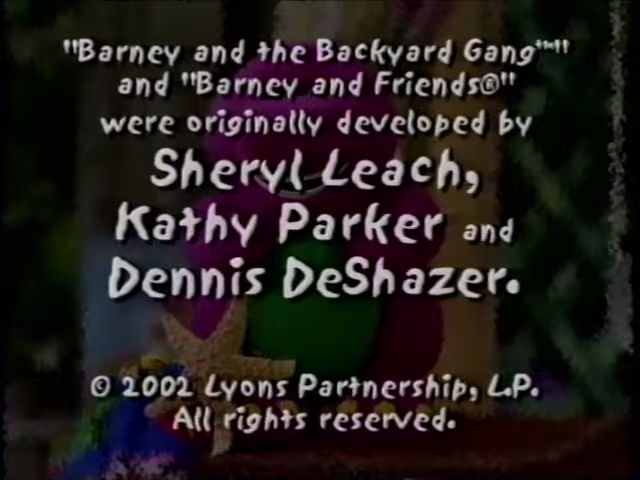 "Barney and the Backyard Gang™"
and "Barney and Friends®"
were originally developed by
Sheryl Leach,
Kathy Parker and
Dennis DeShazer.
© 2002 Lyons Partnership, L.P.
All rights reserved.